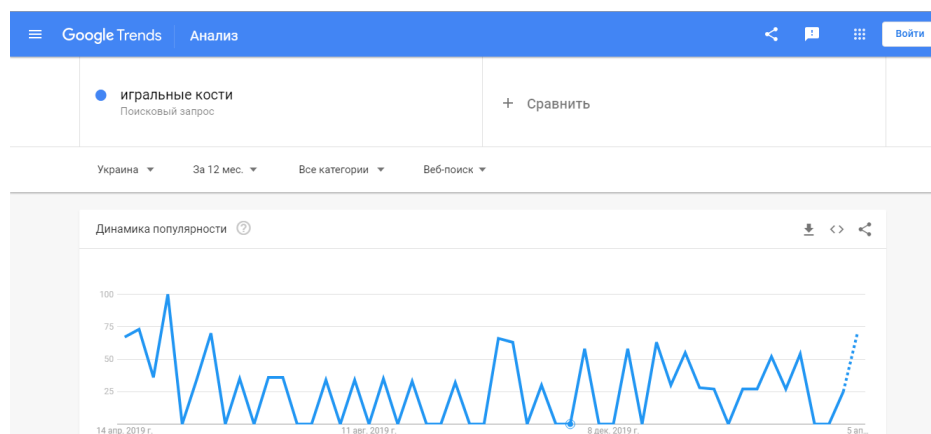 Google Trends Анализ Войти
игральные кости
Поисковый запрос
+ Сравнить
Украина За 12 мес. Все категории Веб-поиск
Динамика популярности ?
100
75
50
25
14 апр. 2019 г. 11 авг. 2019 г. 8 дек. 2019 г. 5 ап...